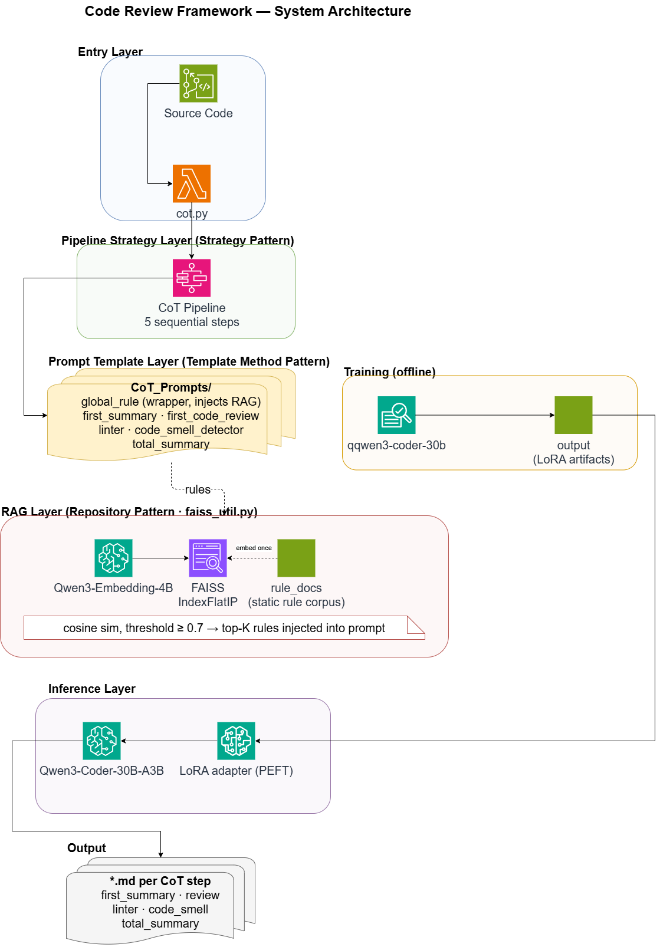 Code Review Framework — System Architecture
Entry Layer
Source Code
cot.py
Pipeline Strategy Layer (Strategy Pattern)
CoT Pipeline
5 sequential steps
Prompt Template Layer (Template Method Pattern)
CoT_Prompts/
global_rule (wrapper, injects RAG)
first_summary · first_code_review
linter · code_smell_detector
total_summary
Training (offline)
qqwen3-coder-30b
output
(LoRA artifacts)
rules
RAG Layer (Repository Pattern · faiss_util.py)
embed once
Qwen3-Embedding-4B
FAISS
IndexFlatIP
rule_docs
(static rule corpus)
cosine sim, threshold ≥ 0.7 → top-K rules injected into prompt
Inference Layer
Qwen3-Coder-30B-A3B
LoRA adapter (PEFT)
Output
*.md per CoT step
first_summary · review
linter · code_smell
total_summary